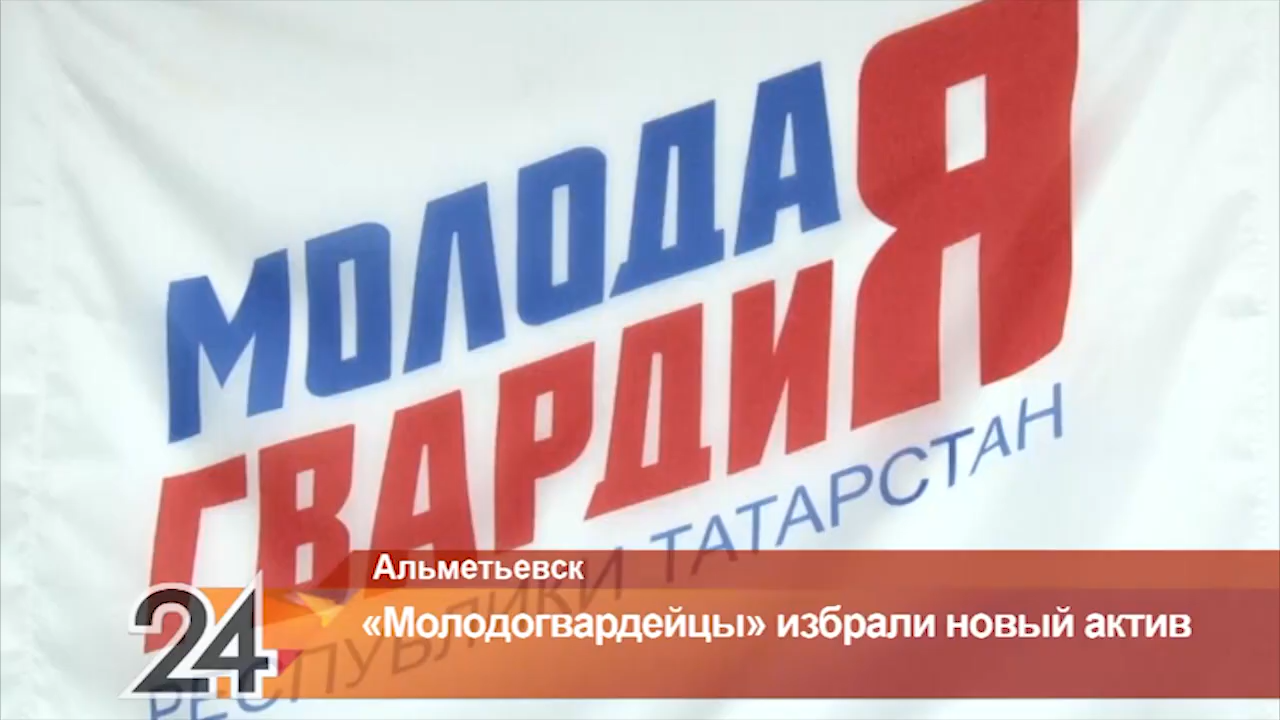 МОЛОДАЯ
ГВАРДИЯ
РЕСПУБЛИКИ ТАТАРСТАН
Альметьевск
24
«Молодогвардейцы» избрали новый актив